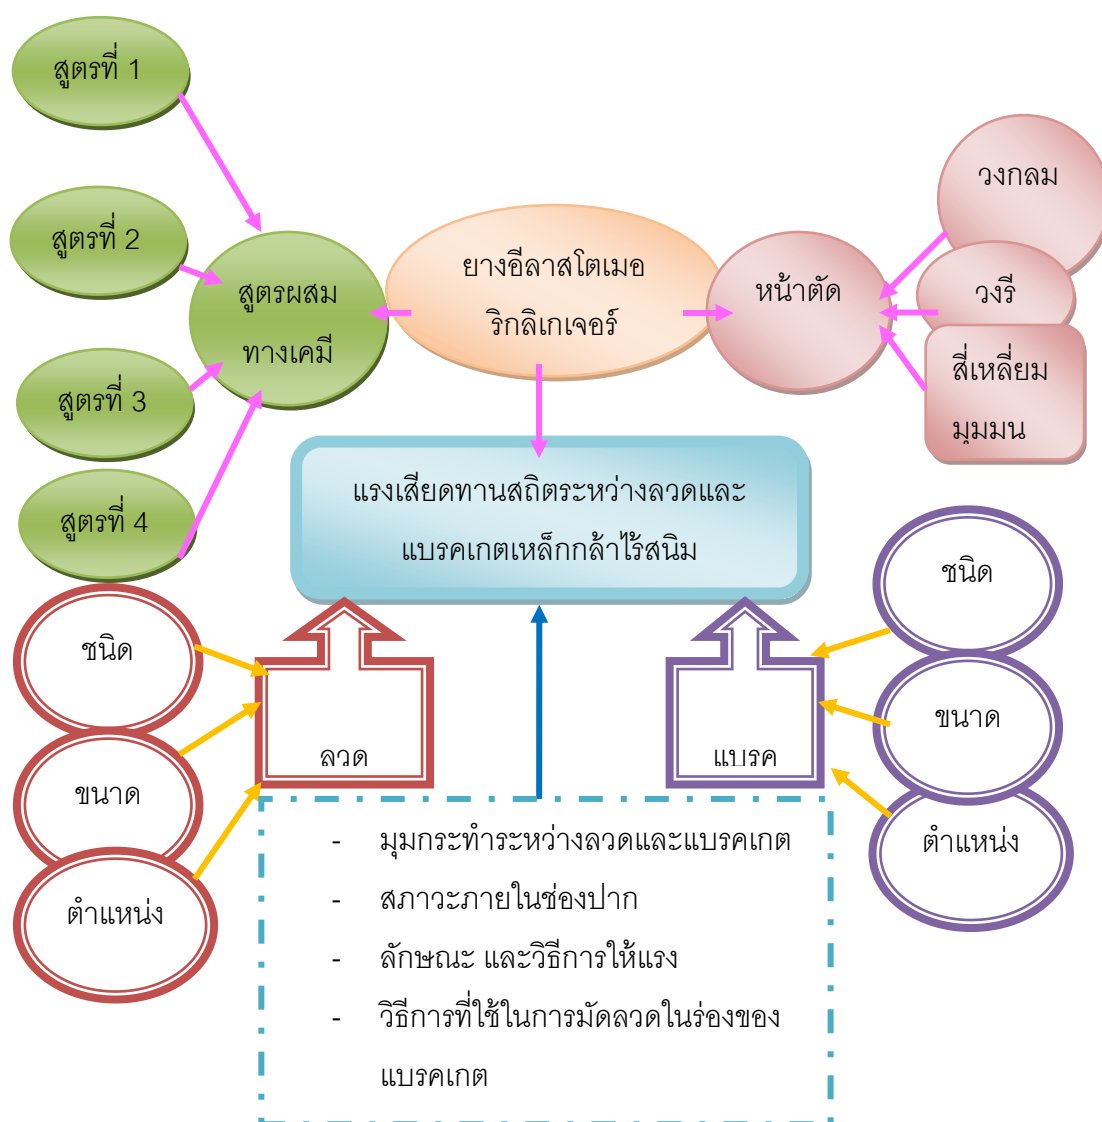 สูตรที่ 1
สูตรที่ 2
สูตรที่ 3
สูตรที่ 4
สูตรผสม
ทางเคมี
ยางอีลาสโตเมอ
ริกลิเกเจอร์
หน้าตัด
วงกลม
วงรี
สี่เหลี่ยม
มุมมน
แรงเสียดทานสถิตระหว่างลวดและ
แบรคเกตเหล็กกล้าไร้สนิม
ชนิด
ขนาด
ตำแหน่ง
ลวด
แบรค
ชนิด
ขนาด
ตำแหน่ง
- มุมกระทำระหว่างลวดและแบรคเกต
- สภาวะภายในช่องปาก
- ลักษณะ และวิธีการให้แรง
- วิธีการที่ใช้ในการมัดลวดในร่องของ
แบรคเกต